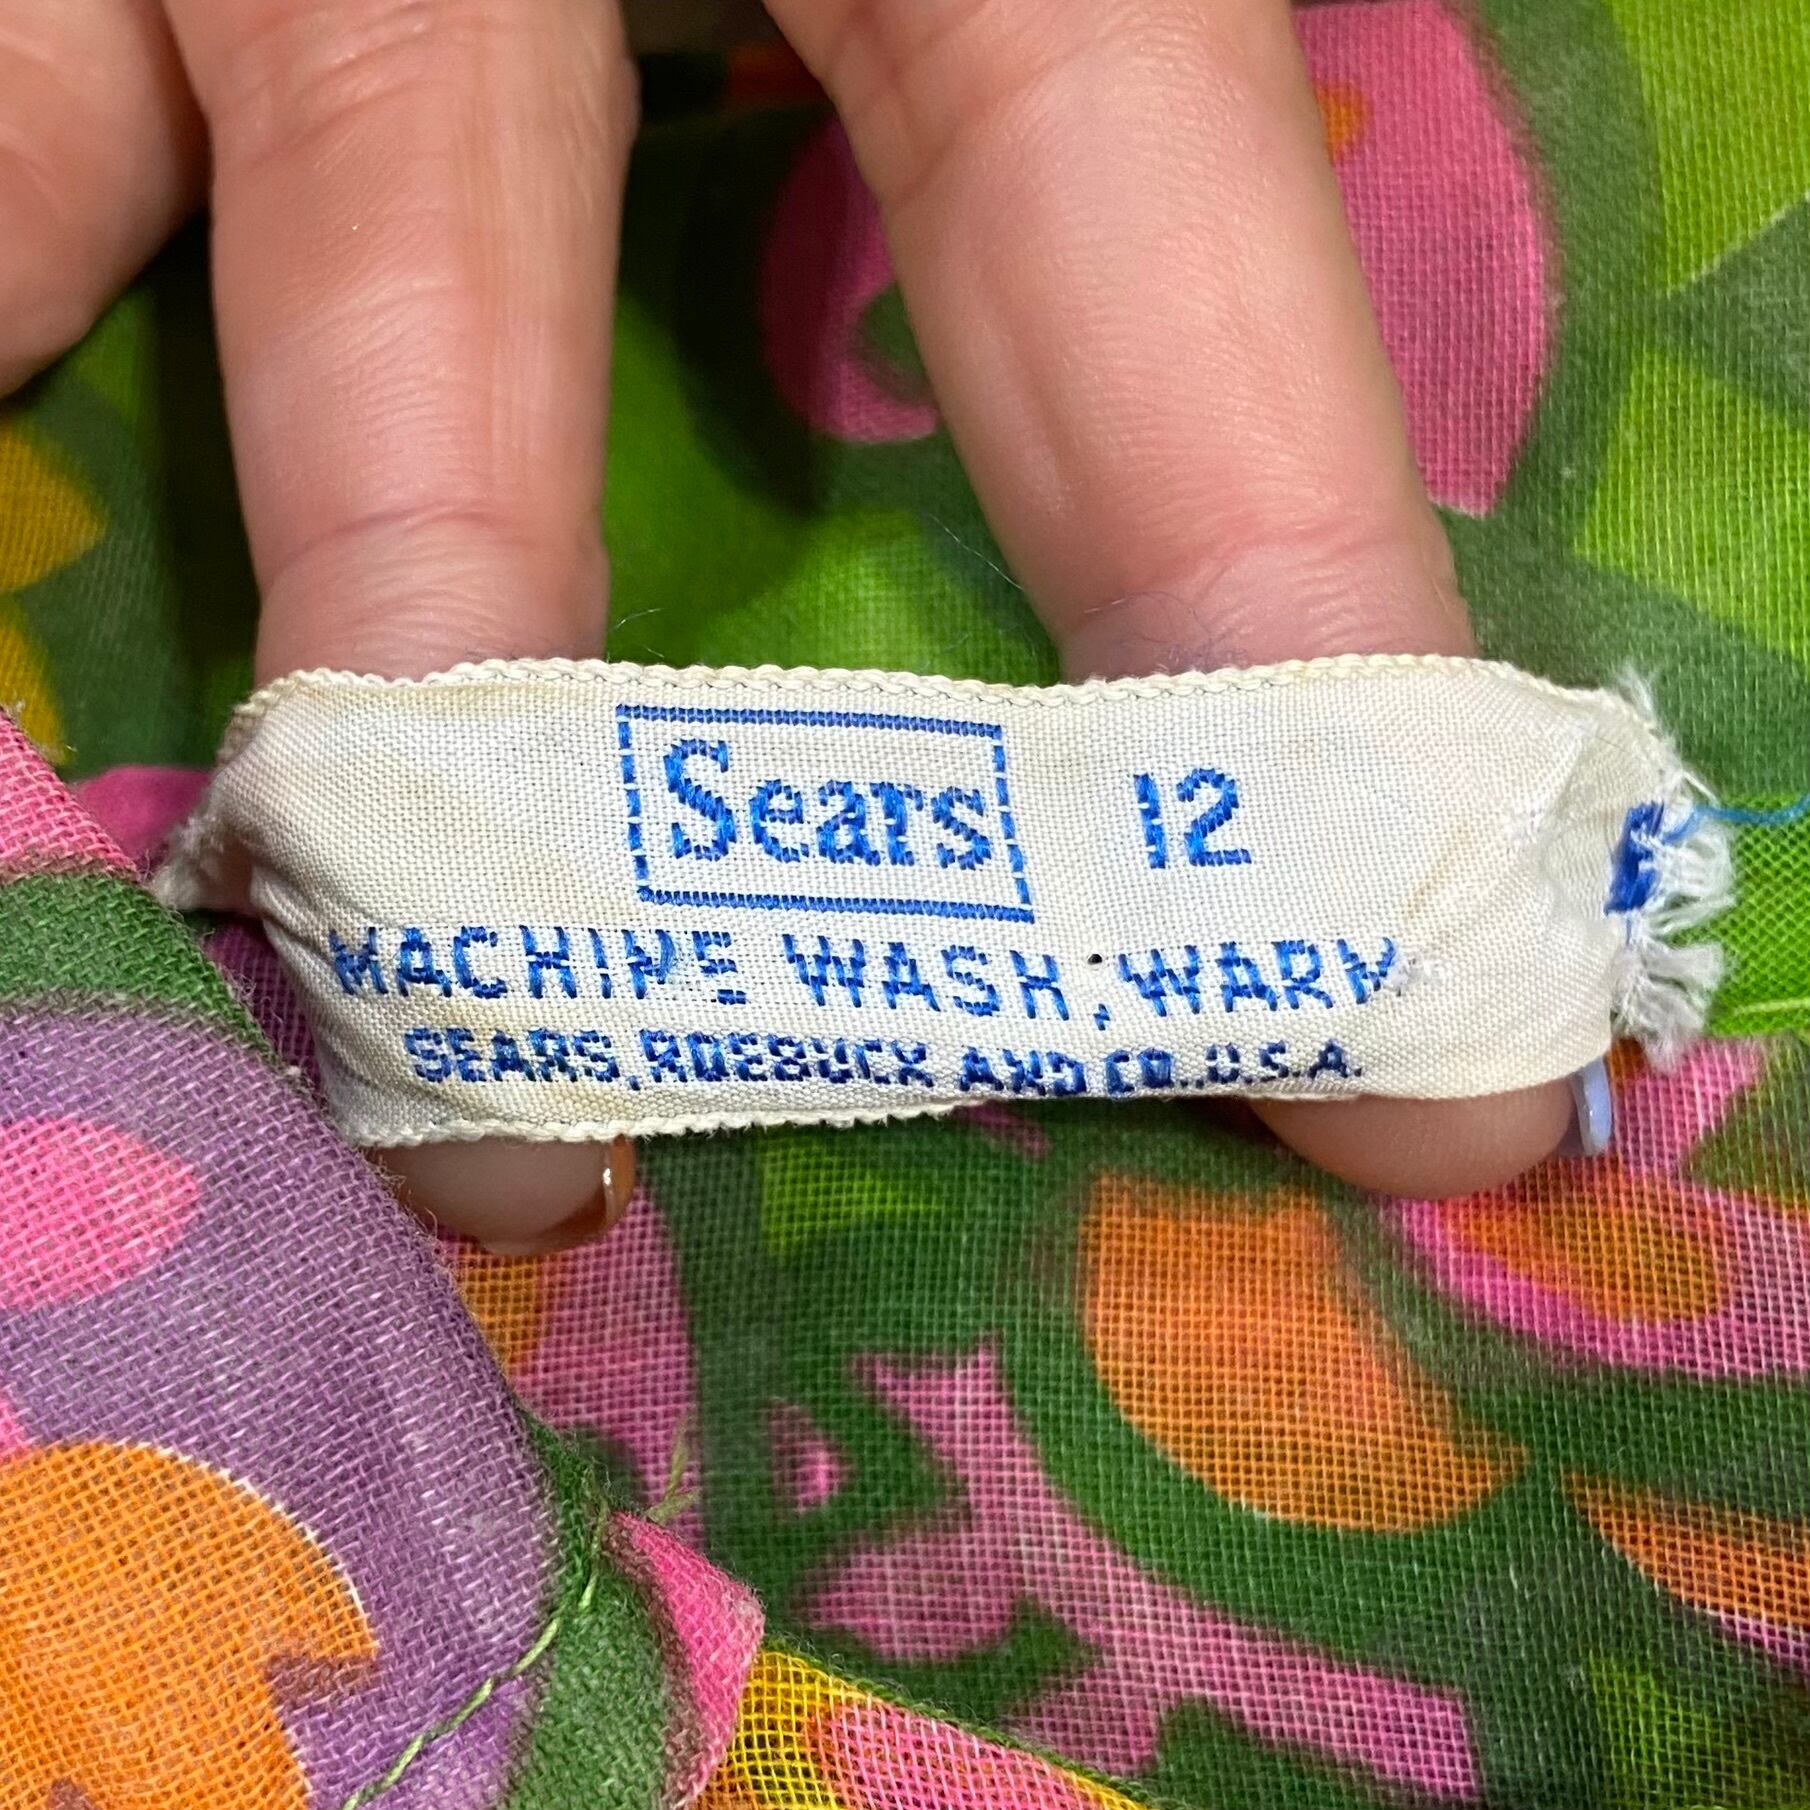 Sears 12
MACHINE WASH, WARM
SEARS, ROEBUCK AND CO., U.S.A.